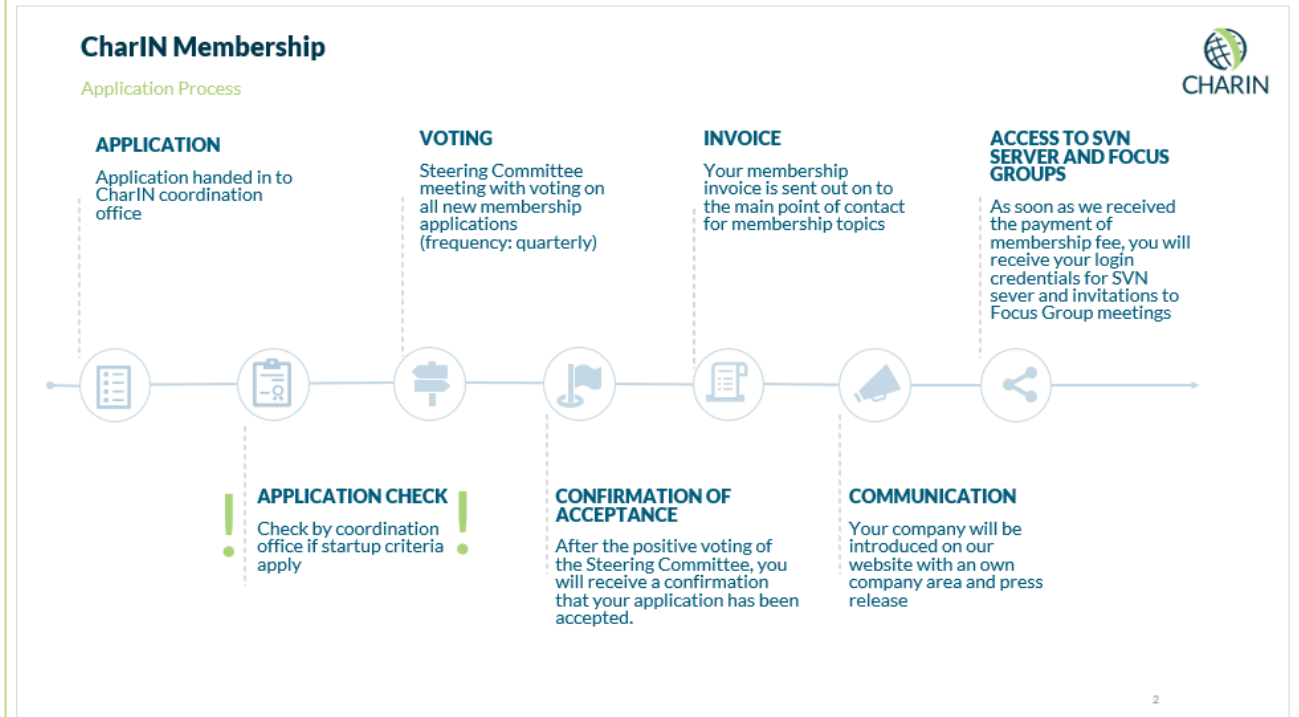 CharIN Membership
Application Process
CHARIN
APPLICATION
Application handed in to
CharIN coordination
office
VOTING
Steering Committee
meeting with voting on
all new membership
applications
(frequency: quarterly)
INVOICE
Your membership
invoice is sent out on to
the main point of contact
for membership topics
ACCESS TO SVN
SERVER AND FOCUS
GROUPS
As soon as we received
the payment of
membership fee, you will
receive your login
credentials for SVN
sever and invitations to
Focus Group meetings
! APPLICATION CHECK !
Check by coordination
office if startup criteria
apply
CONFIRMATION OF
ACCEPTANCE
After the positive voting of
the Steering Committee, you
will receive a confirmation
that your application has been
accepted.
COMMUNICATION
Your company will be
introduced on our
website with an own
company area and press
release
2